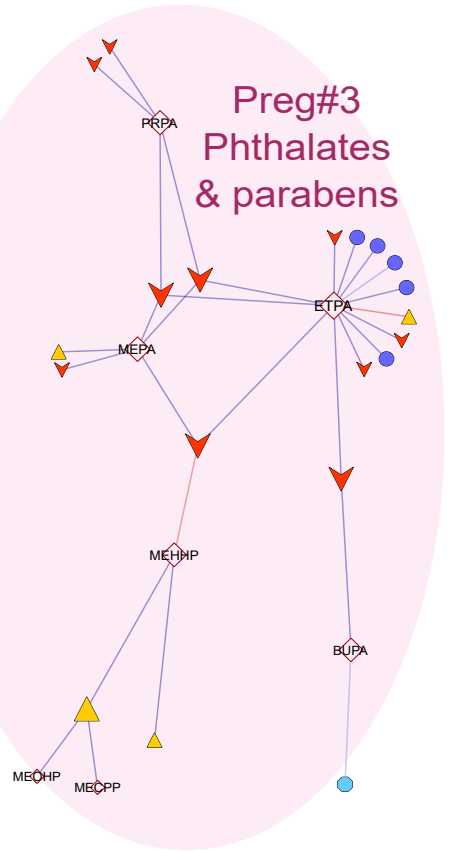 Preg#3
Phthalates
& parabens
PRPA
ETPA
MEPA
MEHHP
BUPA
MEOHP
MECPP